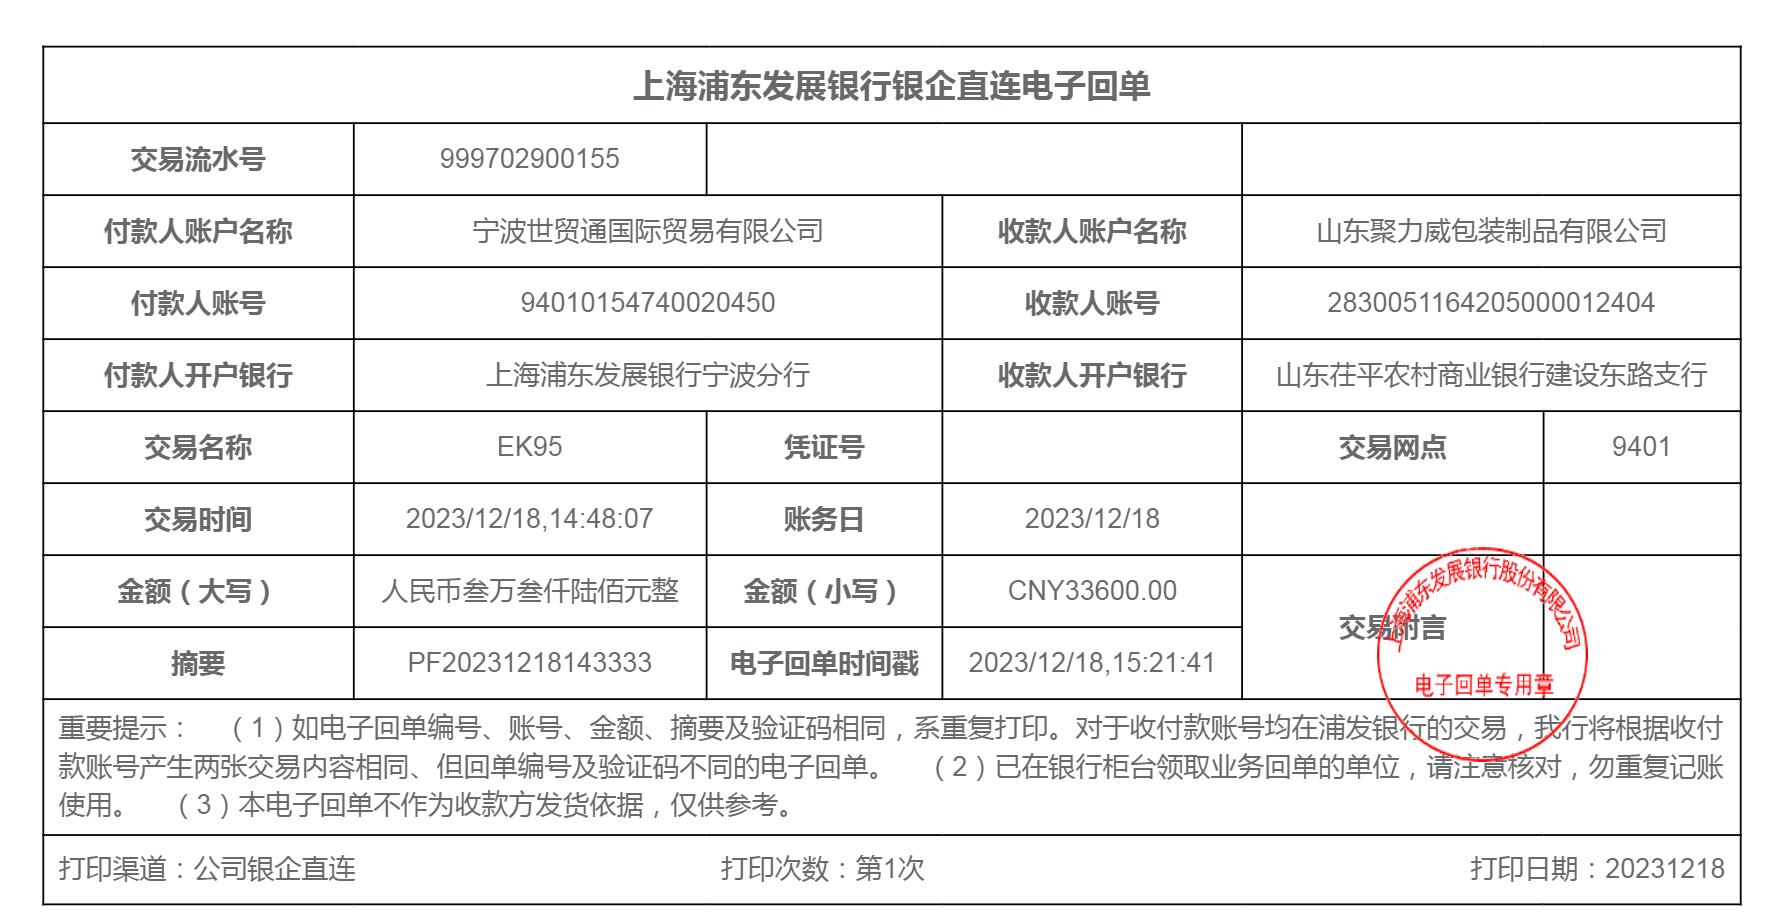 上海浦东发展银行银企直连电子回单
交易流水号 999702900155
付款人账户名称 宁波世贸通国际贸易有限公司 收款人账户名称 山东聚力威包装制品有限公司
付款人账号 94010154740020450 收款人账号 2830051164205000012404
付款人开户银行 上海浦东发展银行宁波分行 收款人开户银行 山东茌平农村商业银行建设东路支行
交易名称 EK95 凭证号 交易网点 9401
交易时间 2023/12/18,14:48:07 账务日 2023/12/18
金额（大写） 人民币叁万叁仟陆佰元整 金额（小写） CNY33600.00
交易附言
摘要 PF20231218143333 电子回单时间戳 2023/12/18,15:21:41
上海浦东发展银行股份有限公司
电子回单专用章
重要提示： （1）如电子回单编号、账号、金额、摘要及验证码相同，系重复打印。对于收付款账号均在浦发银行的交易，我行将根据收付
款账号产生两张交易内容相同、但回单编号及验证码不同的电子回单。 （2）已在银行柜台领取业务回单的单位，请注意核对，勿重复记账
使用。 （3）本电子回单不作为收款方发货依据，仅供参考。
打印渠道：公司银企直连 打印次数：第1次 打印日期：20231218